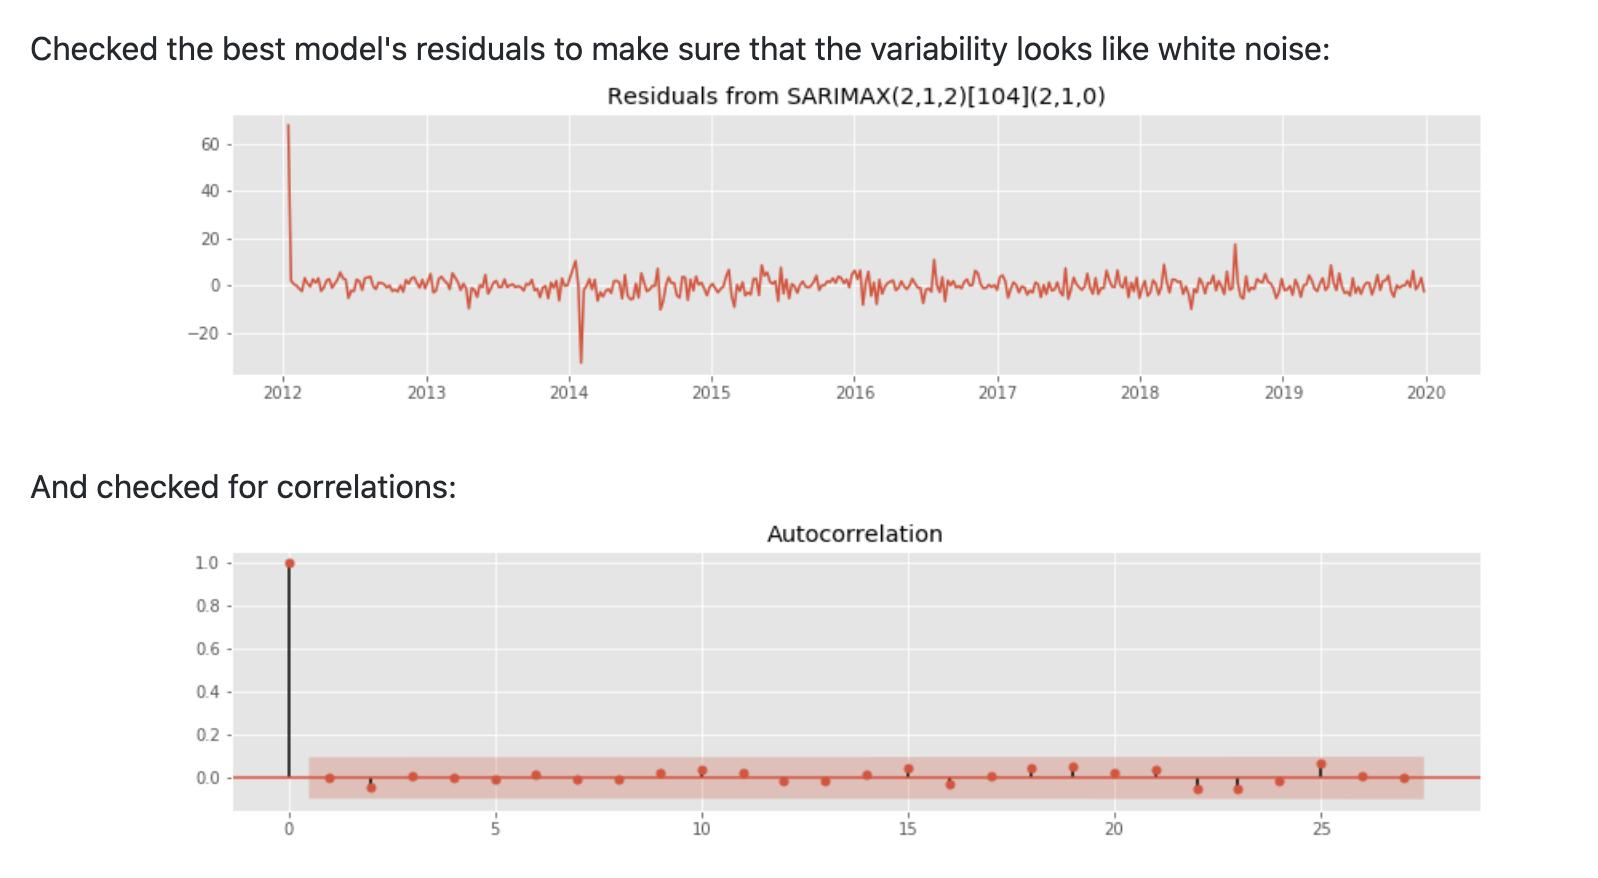 Checked the best model's residuals to make sure that the variability looks like white noise:
Residuals from SARIMAX(2,1,2)[104](2,1,0)
60
40
20
0
−20
2012 2013 2014 2015 2016 2017 2018 2019 2020
And checked for correlations:
Autocorrelation
1.0
0.8
0.6
0.4
0.2
0.0
0 5 10 15 20 25